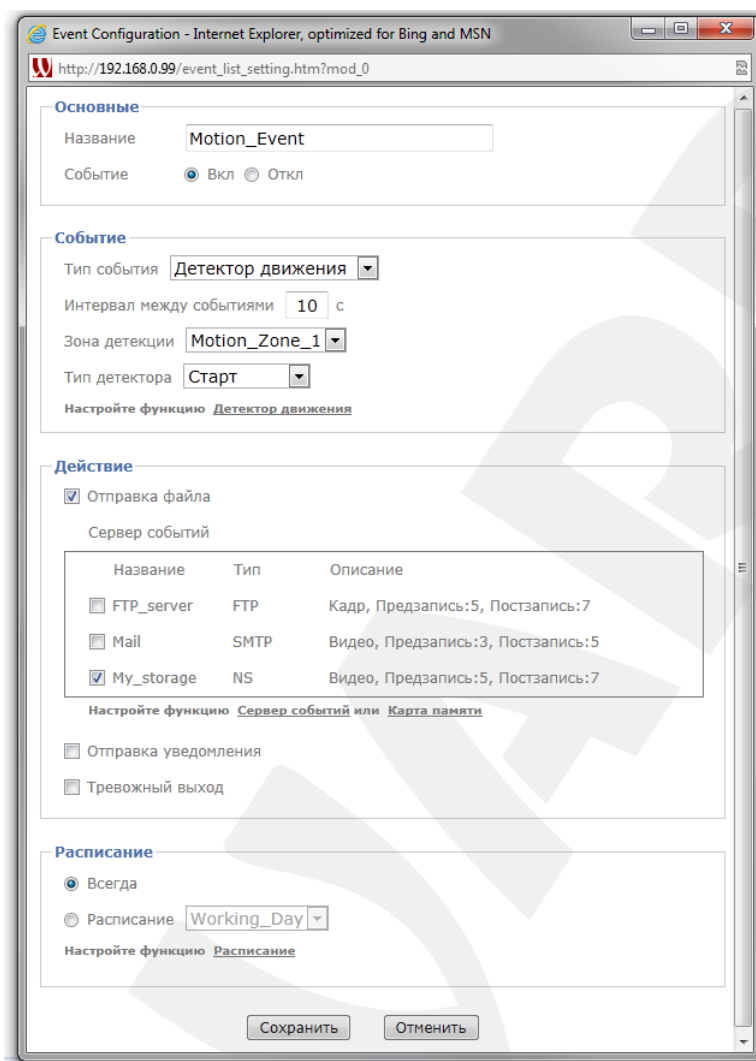 Event Configuration - Internet Explorer, optimized for Bing and MSN
http://192.168.0.99/event_list_setting.htm?mod_0
Основные
Название Motion_Event
Событие Вкл Откл
Событие
Тип события Детектор движения
Интервал между событиями 10 с
Зона детекции Motion_Zone_1
Тип детектора Старт
Настройте функцию Детектор движения
Действие
Отправка файла
Сервер событий
Название Тип Описание
FTP_server FTP Кадр, Предзапись:5, Постзапись:7
Mail SMTP Видео, Предзапись:3, Постзапись:5
My_storage NS Видео, Предзапись:5, Постзапись:7
Настройте функцию Сервер событий или Карта памяти
Отправка уведомления
Тревожный выход
Расписание
Всегда
Расписание Working_Day
Настройте функцию Расписание
Сохранить Отменить